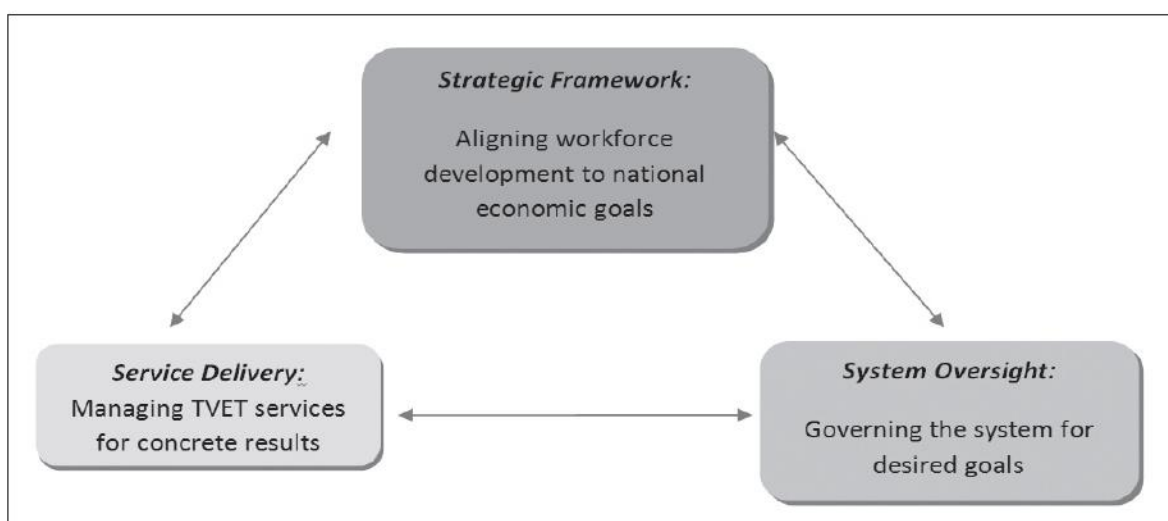 Strategic Framework:
Aligning workforce
development to national
economic goals
Service Delivery:
Managing TVET services
for concrete results
System Oversight:
Governing the system for
desired goals